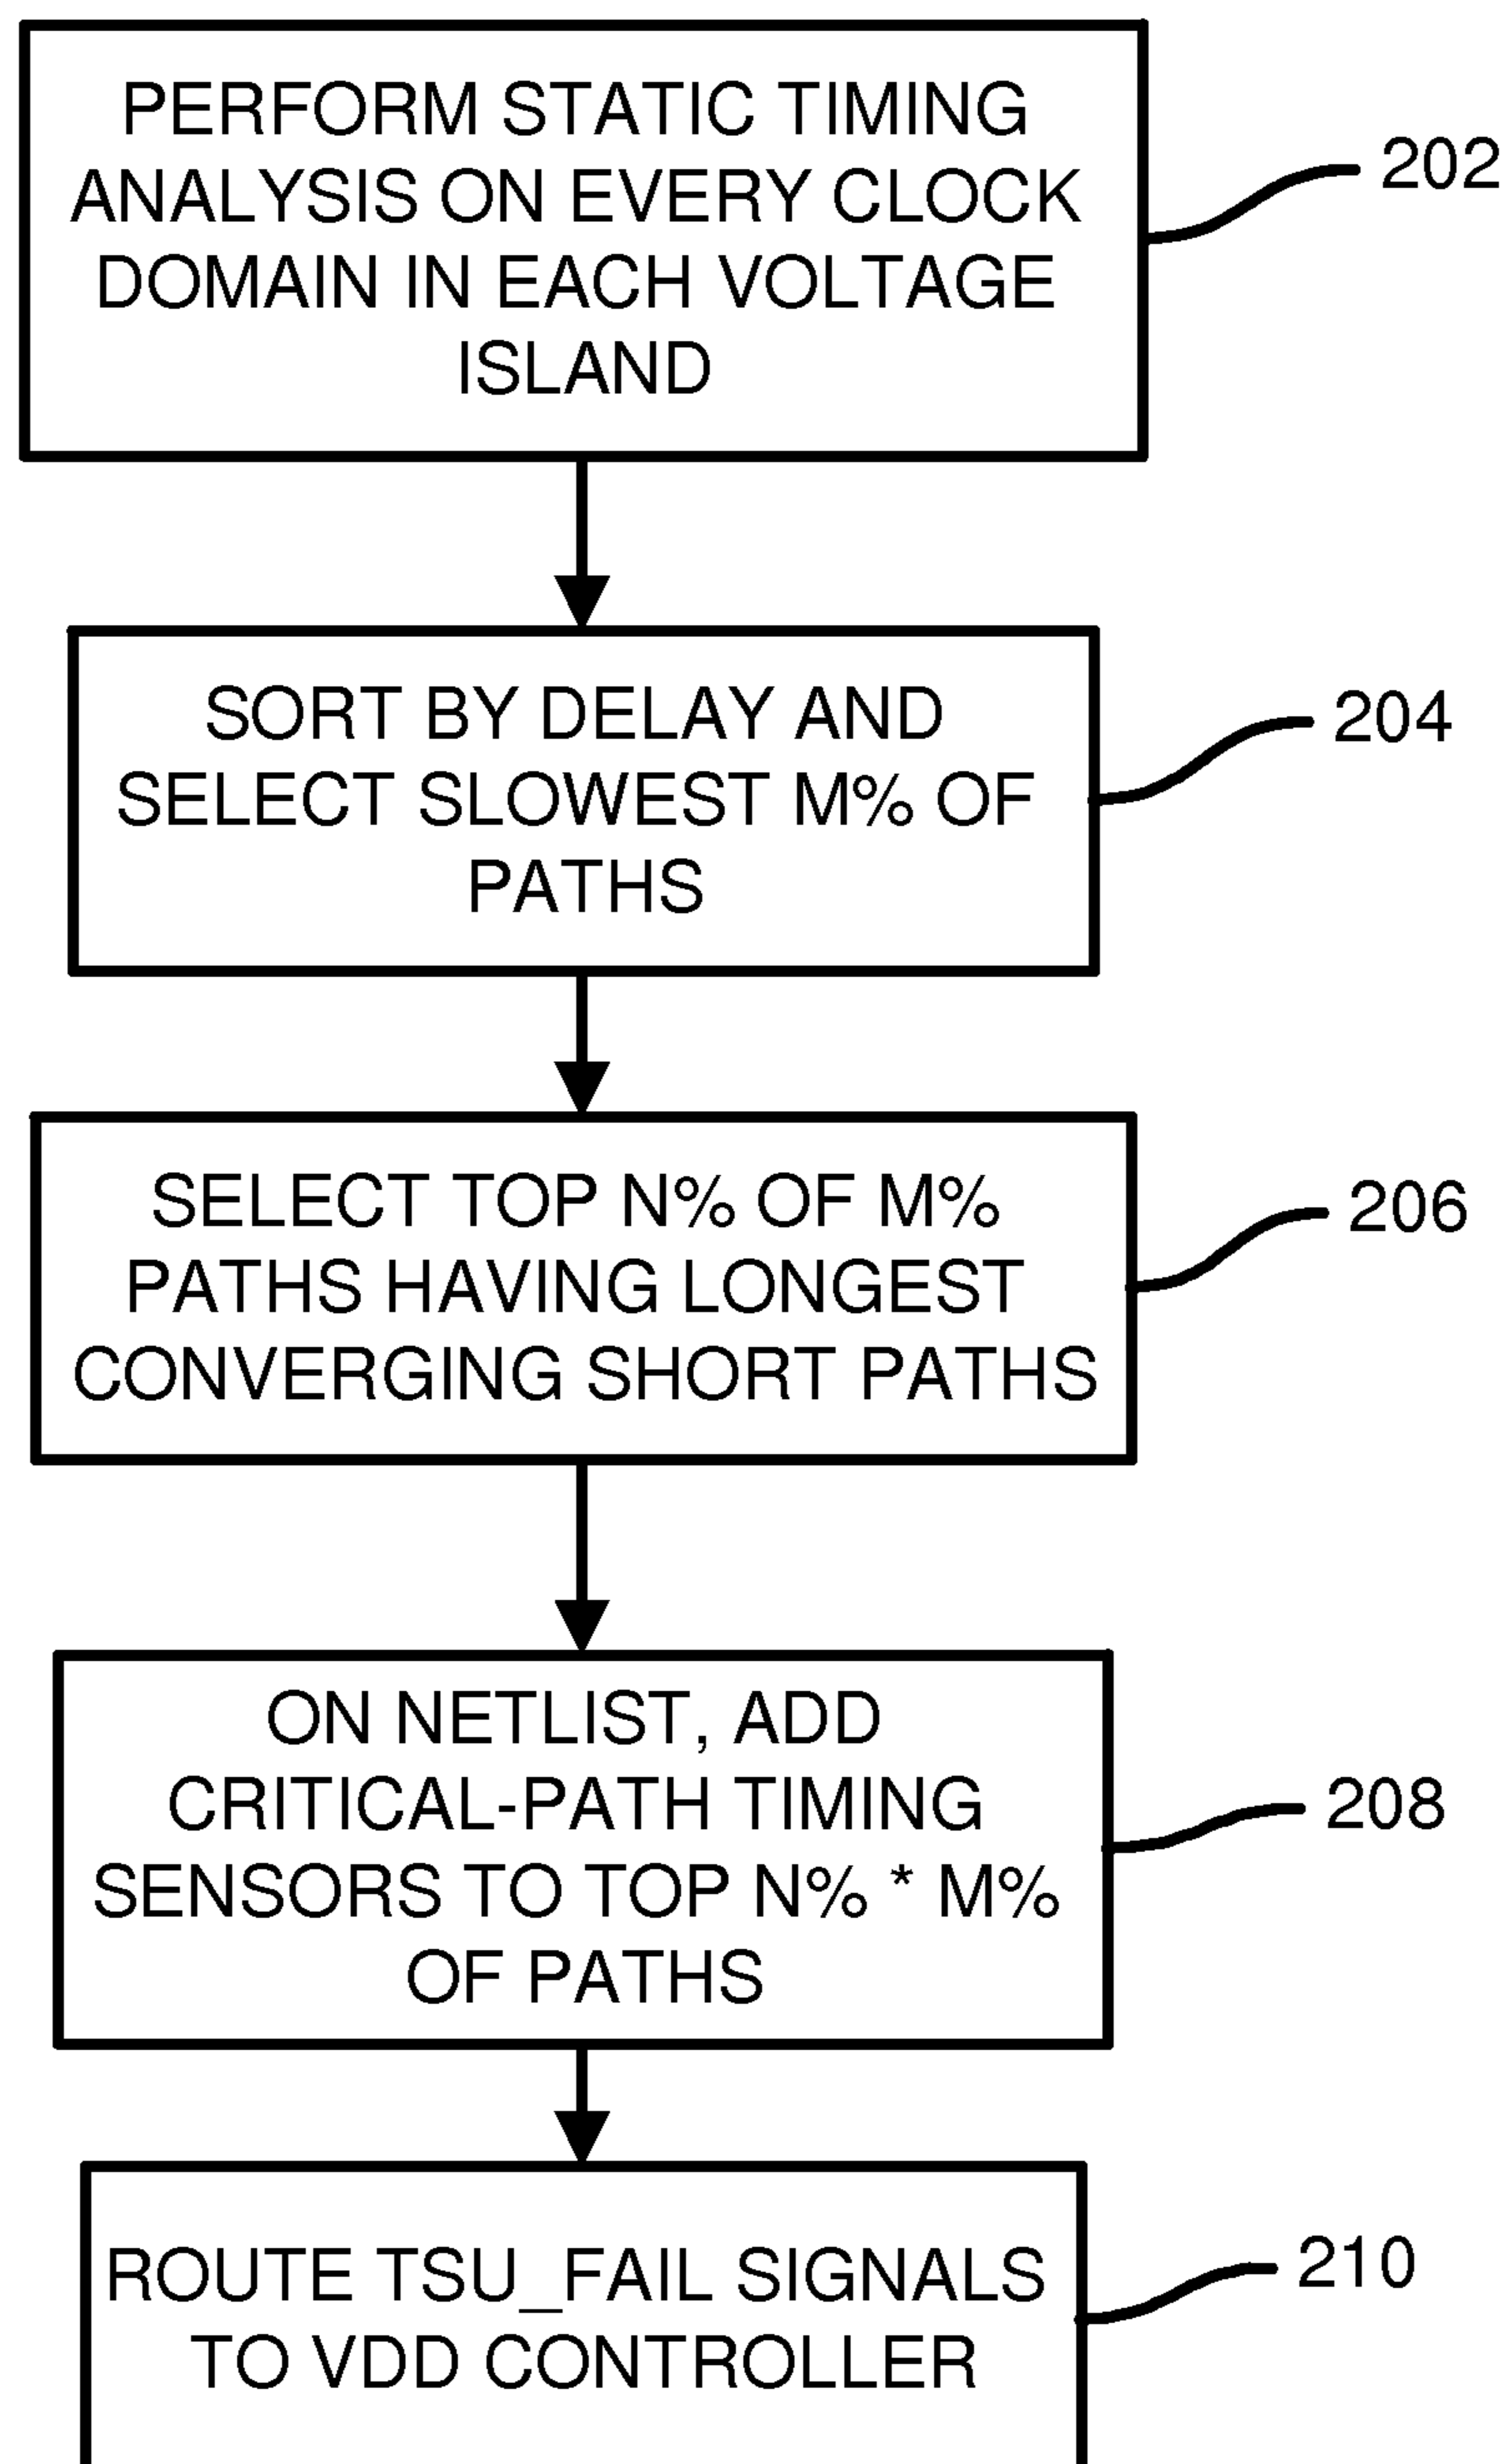 PERFORM STATIC TIMING
ANALYSIS ON EVERY CLOCK
DOMAIN IN EACH VOLTAGE
ISLAND
202
SORT BY DELAY AND
SELECT SLOWEST M% OF
PATHS
204
SELECT TOP N% OF M%
PATHS HAVING LONGEST
CONVERGING SHORT PATHS
206
ON NETLIST, ADD
CRITICAL-PATH TIMING
SENSORS TO TOP N% * M%
OF PATHS
208
ROUTE TSU_FAIL SIGNALS
TO VDD CONTROLLER
210